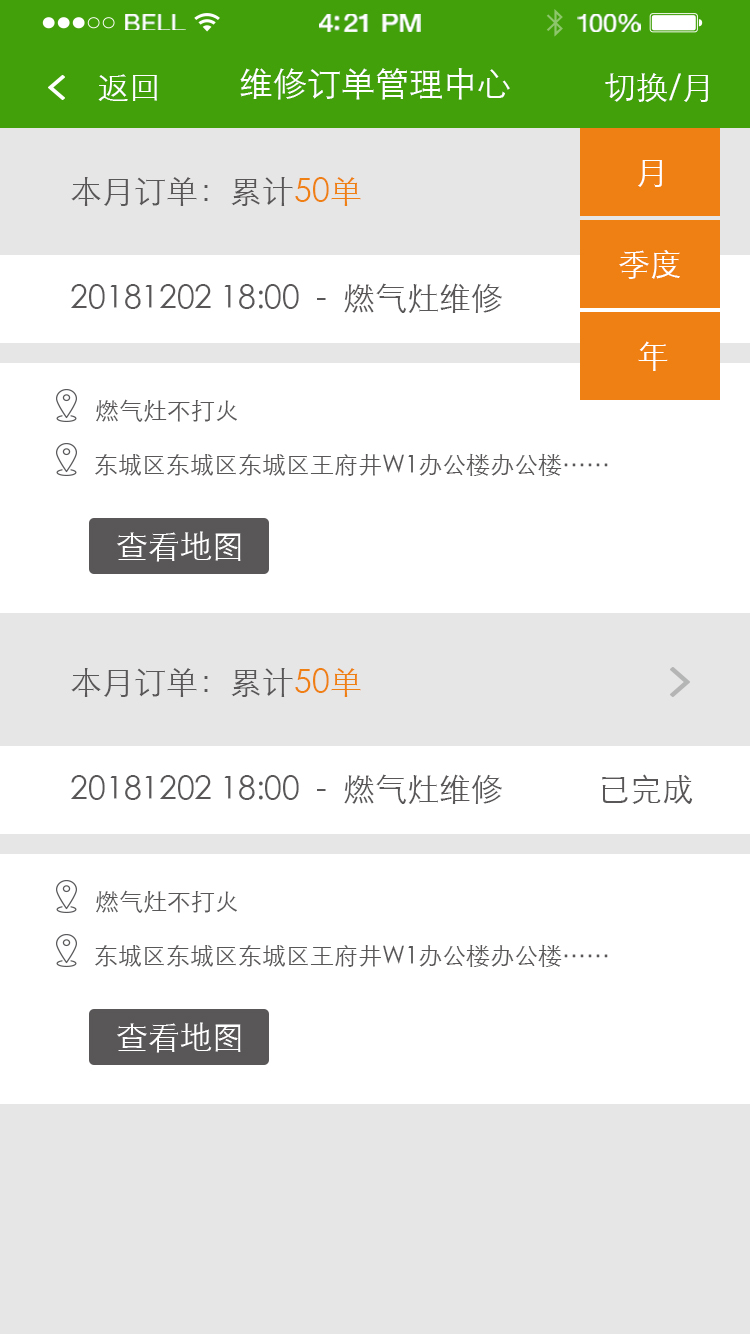 BELL 4:21 PM 100%
返回 维修订单管理中心 切换/月
月
本月订单：累计50单
季度
20181202 18:00 - 燃气灶维修
年
燃气灶不打火
东城区东城区东城区王府井W1办公楼办公楼……
查看地图
本月订单：累计50单
20181202 18:00 - 燃气灶维修 已完成
燃气灶不打火
东城区东城区东城区王府井W1办公楼办公楼……
查看地图